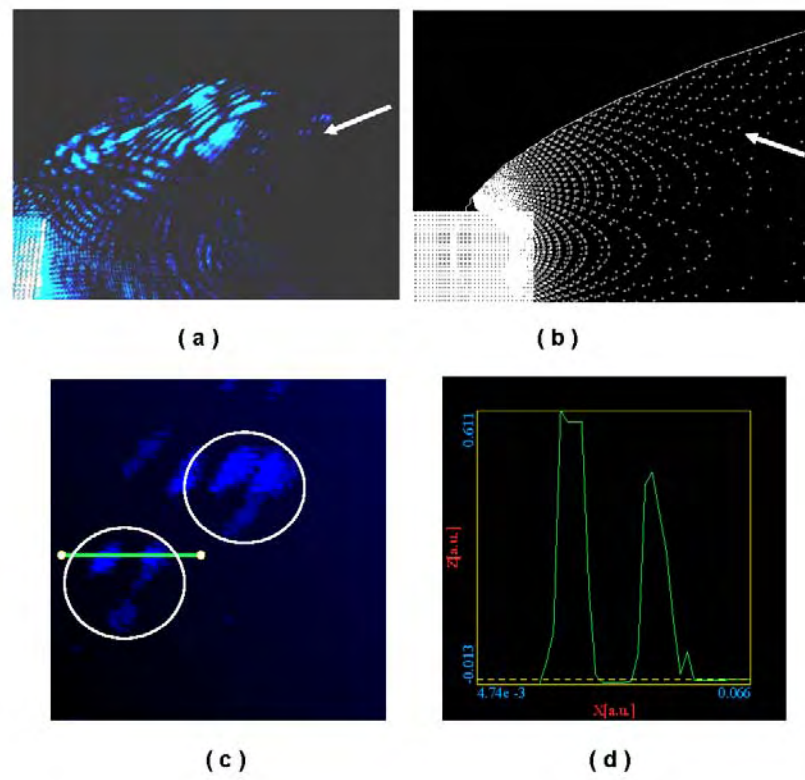 ( a )
( b )
( c )
( d )
0.611
Z[a.u.]
-0.013
4.74e -3
0.066
X[a.u.]